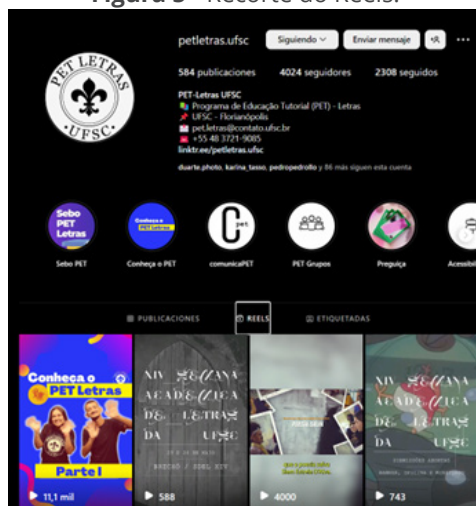 Figura 5 - Recorte do Reels.
petletras.ufsc
Siguiendo
Enviar mensaje
584 publicaciones
4024 seguidores
2308 seguidos
PET-Letras UFSC
Programa de Educação Tutorial (PET) - Letras
UFSC - Florianópolis
pet.letras@contato.ufsc.br
+55 48 3721-9085
linktr.ee/petletras.ufsc
duarte.photo, karina_tasso, pedropedrollo y 86 más siguen esta cuenta
PET LETRAS
·UFSC·
Sebo
PET
Letras
Conheça o
PET Letras
pet
Sebo PET
Conheça o PET
comunicaPET
PET Grupos
Preguiça
Acessibil
PUBLICACIONES
REELS
ETIQUETADAS
Conheça o
PET Letras
Parte I
11,1 mil
XIV SEMANA
ACADÊMICA
DE LETRAS
DA UFSC
588
4000
XIV SEMANA
ACADÊMICA
DE LETRAS
DA UFSC
SUBMISSÕES ABERTAS
743